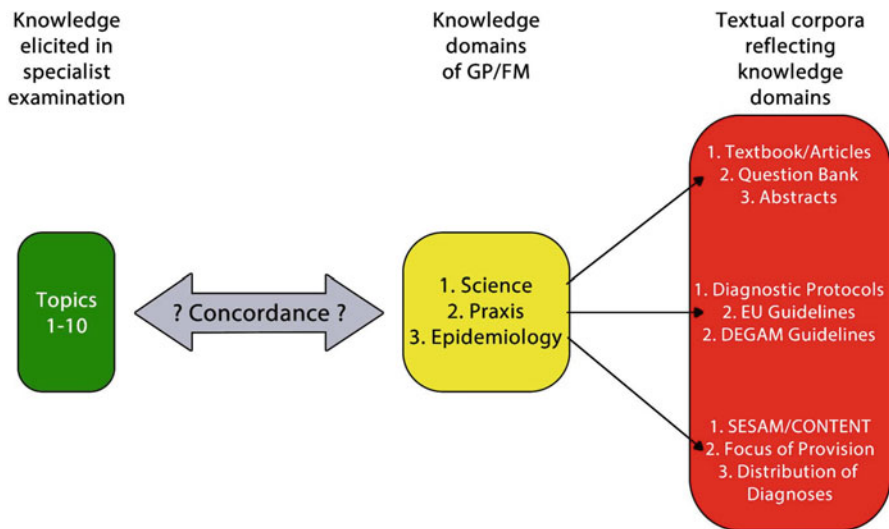 Knowledge
elicited in
specialist
examination
Knowledge
domains
of GP/FM
Textual corpora
reflecting
knowledge
domains
Topics
1-10
? Concordance ?
1. Science
2. Praxis
3. Epidemiology
1. Textbook/Articles
2. Question Bank
3. Abstracts
1. Diagnostic Protocols
2. EU Guidelines
2. DEGAM Guidelines
1. SESAM/CONTENT
2. Focus of Provision
3. Distribution of
Diagnoses